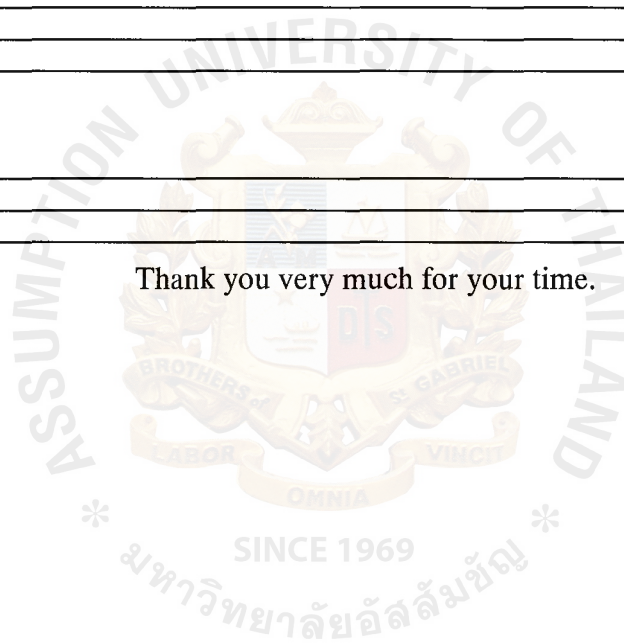 ASSUMPTION UNIVERSITY OF THAILAND
Thank you very much for your time.
D S
BROTHERS of St GABRIEL
LABOR VINCIT
OMNIA
SINCE 1969
มหาวิทยาลัยอัสสัมชัญ